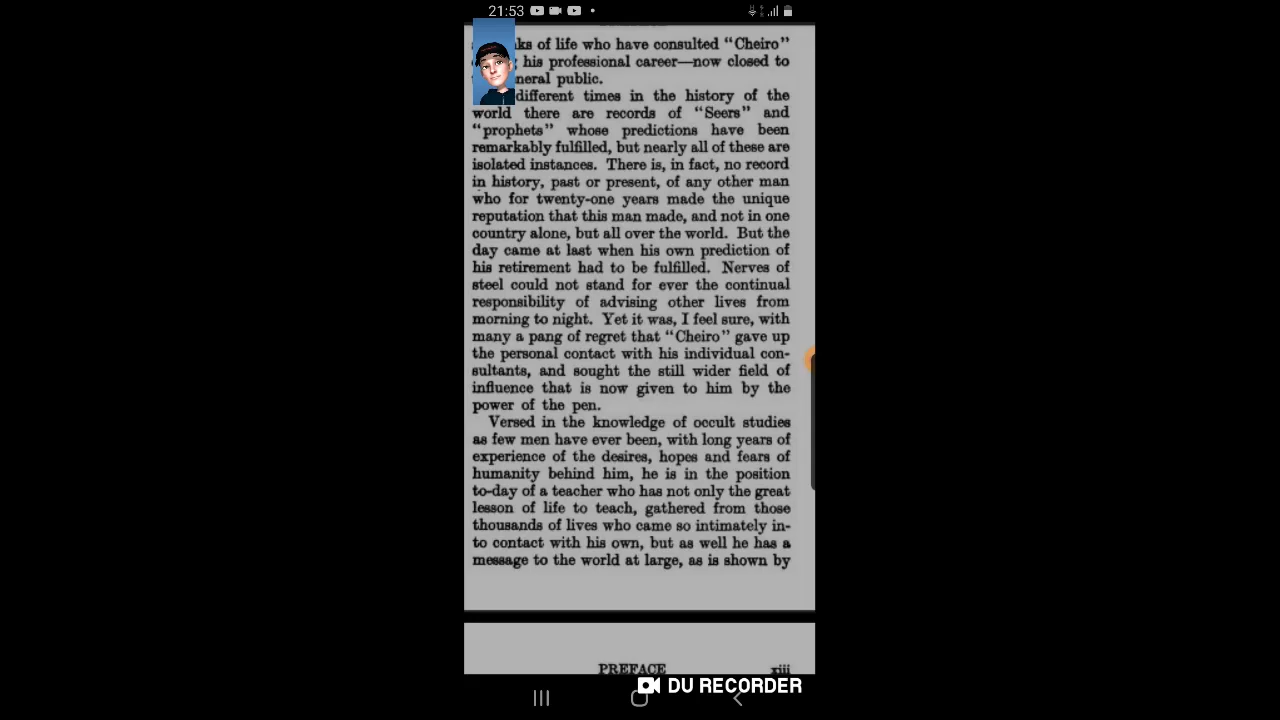 21:53
ks of life who have consulted “Cheiro”
his professional career—now closed to
neral public.
different times in the history of the
world there are records of “Seers” and
“prophets” whose predictions have been
remarkably fulfilled, but nearly all of these are
isolated instances. There is, in fact, no record
in history, past or present, of any other man
who for twenty-one years made the unique
reputation that this man made, and not in one
country alone, but all over the world. But the
day came at last when his own prediction of
his retirement had to be fulfilled. Nerves of
steel could not stand for ever the continual
responsibility of advising other lives from
morning to night. Yet it was, I feel sure, with
many a pang of regret that “Cheiro” gave up
the personal contact with his individual con-
sultants, and sought the still wider field of
influence that is now given to him by the
power of the pen.
Versed in the knowledge of occult studies
as few men have ever been, with long years of
experience of the desires, hopes and fears of
humanity behind him, he is in the position
to-day of a teacher who has not only the great
lesson of life to teach, gathered from those
thousands of lives who came so intimately in-
to contact with his own, but as well he has a
message to the world at large, as is shown by
PREFACE xiii
DU RECORDER